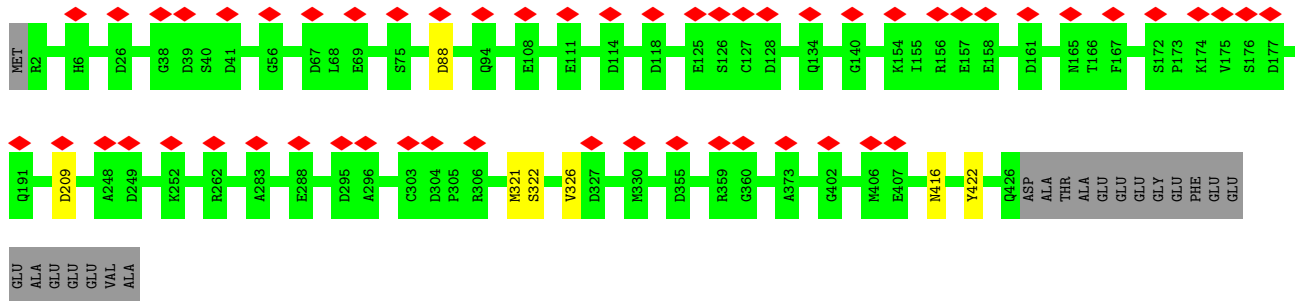 MET R2 H6 D26 G38 D39 S40 D41 G56 D67 L68 E69 S75 D88 Q94 E108 E111 D114 D118 E125 S126 C127 D128 Q134 G140 K154 I155 R156 E157 E158 D161 N165 T166 F167 S172 P173 K174 V175 S176 D177
Q191 D209 A248 D249 K252 R262 A283 E288 D295 A296 C303 D304 P305 R306 M321 S322 V326 D327 M330 D355 R359 G360 A373 G402 M406 E407 N416 Y422 Q426 ASP ALA THR ALA GLU GLU GLU GLY GLU PHE GLU GLU
GLU ALA GLU GLU GLU VAL ALA